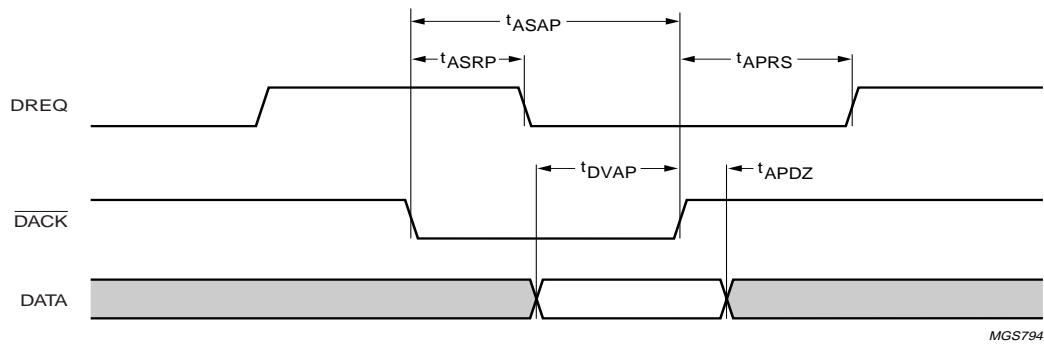 tASAP
tASRP
tAPRS
DREQ
tDVAP
tAPDZ
DACK
DATA
MGS794